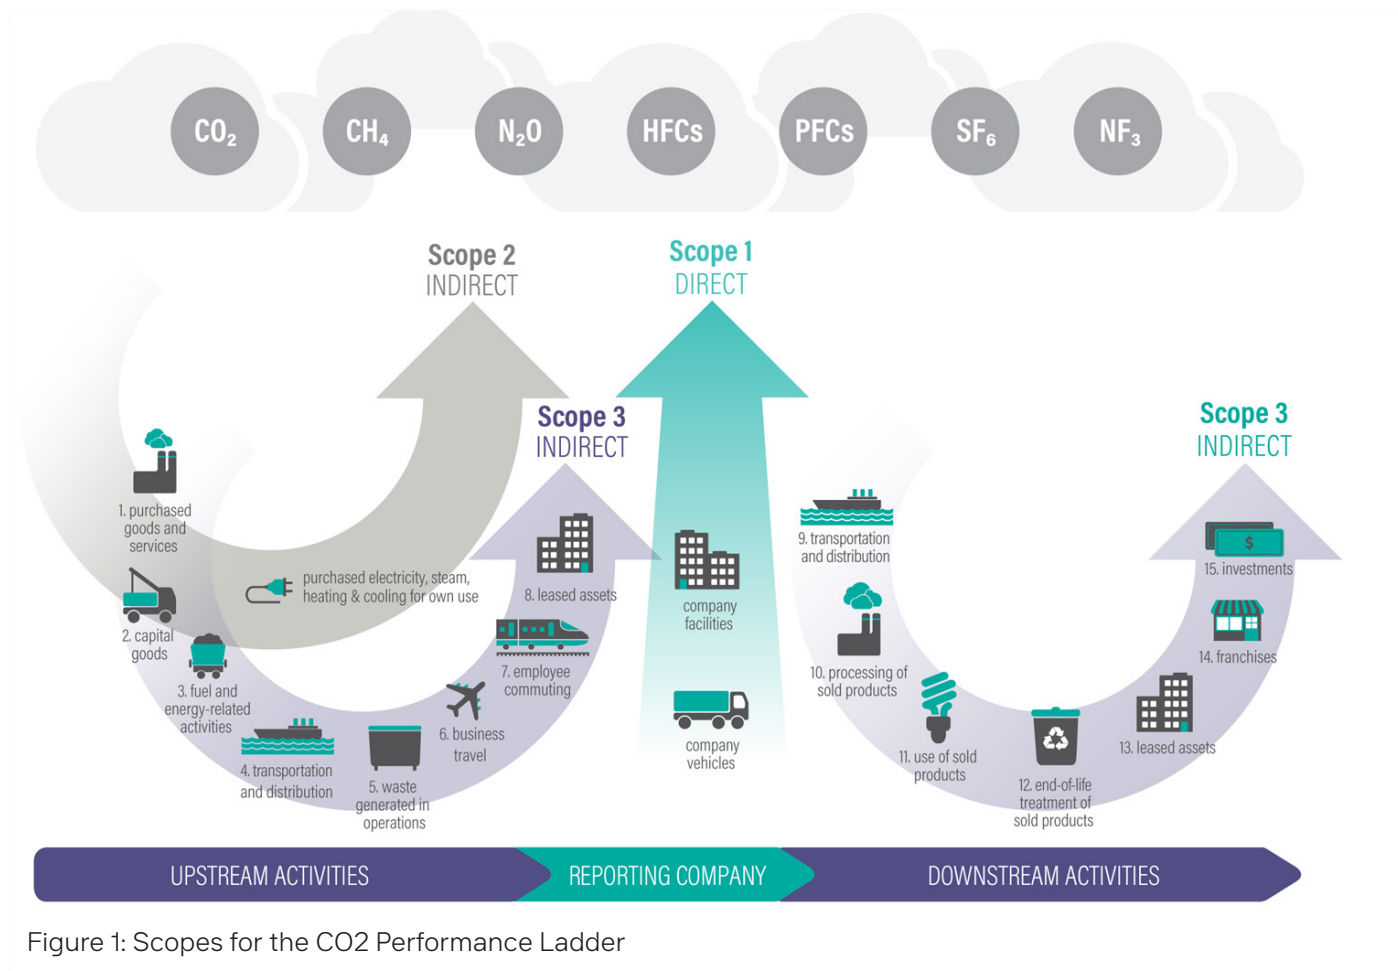 CO₂
CH₄
N₂O
HFCs
PFCs
SF₆
NF₃
Scope 2
INDIRECT
Scope 1
DIRECT
Scope 3
INDIRECT
Scope 3
INDIRECT
1. purchased
goods and
services
2. capital
goods
3. fuel and
energy-related
activities
4. transportation
and distribution
5. waste
generated in
operations
6. business
travel
7. employee
commuting
8. leased assets
purchased electricity, steam,
heating & cooling for own use
company
facilities
company
vehicles
9. transportation
and distribution
10. processing of
sold products
11. use of sold
products
12. end-of-life
treatment of
sold products
13. leased assets
14. franchises
15. investments
$
UPSTREAM ACTIVITIES
REPORTING COMPANY
DOWNSTREAM ACTIVITIES
Figure 1: Scopes for the CO2 Performance Ladder